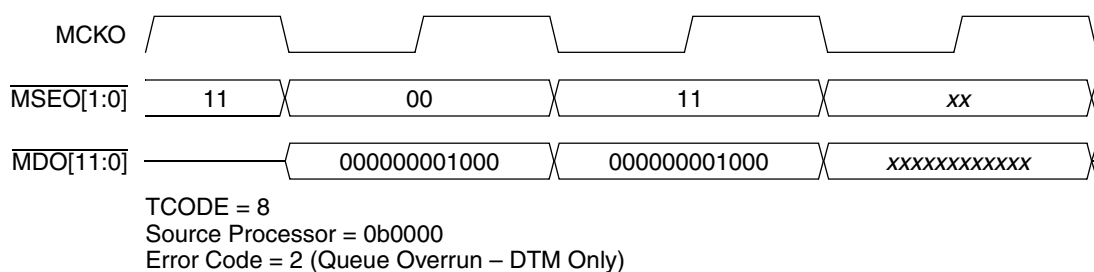 MCKO
MSEO[1:0] 11 00 11 xx
MDO[11:0] 000000001000 000000001000 xxxxxxxxxxxx
TCODE = 8
Source Processor = 0b0000
Error Code = 2 (Queue Overrun – DTM Only)